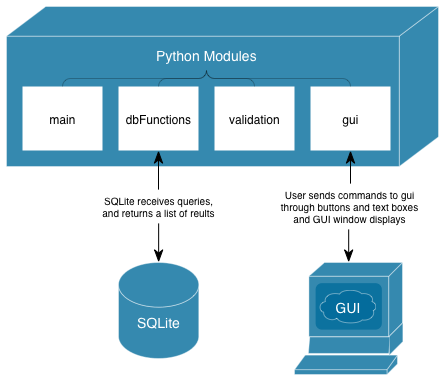 Python Modules
main
dbFunctions
validation
gui
SQLite receives queries,
and returns a list of reults
User sends commands to gui
through buttons and text boxes
and GUI window displays
SQLite
GUI